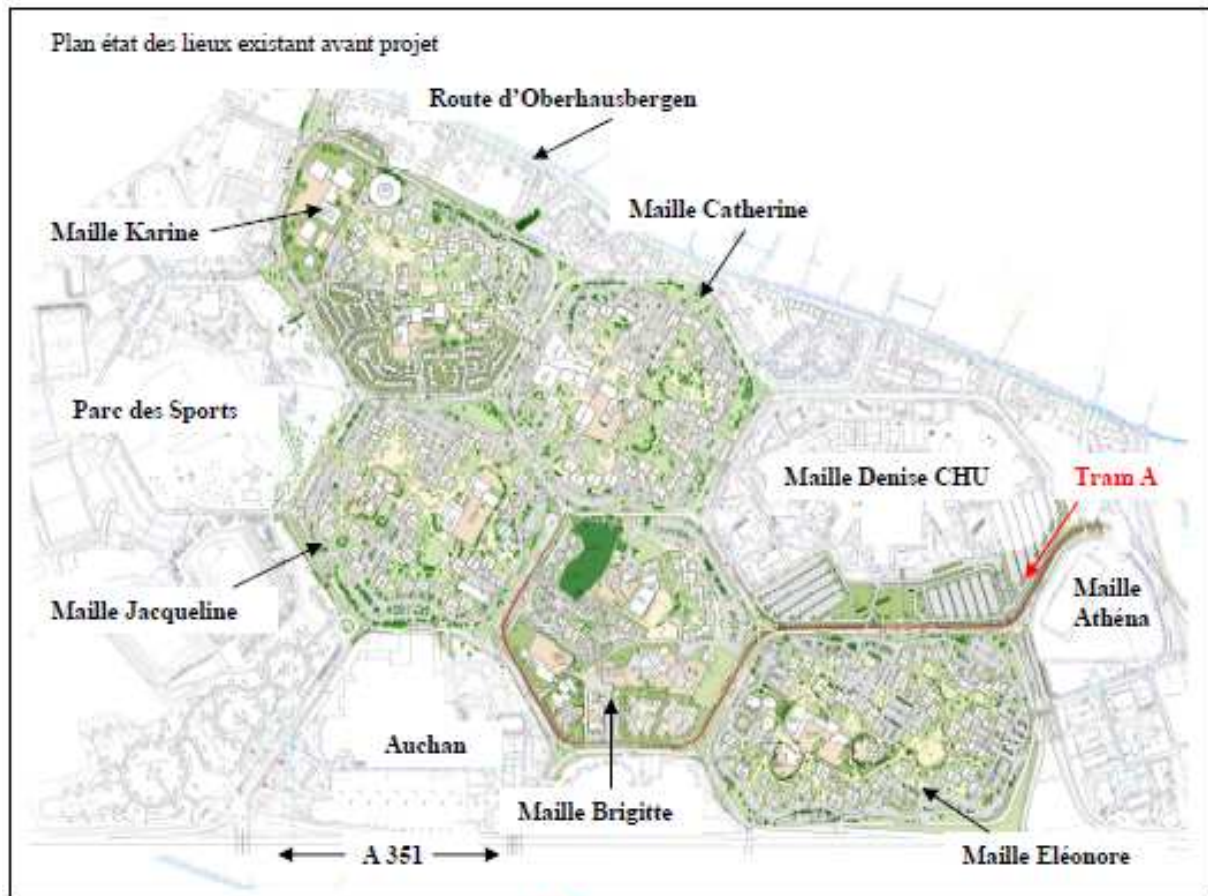 Plan état des lieux existant avant projet
Route d'Oberhausbergen
Maille Karine
Maille Catherine
Parc des Sports
Maille Denise CHU
Tram A
Maille Jacqueline
Maille
Athéna
Auchan
Maille Brigitte
A 351
Maille Eléonore